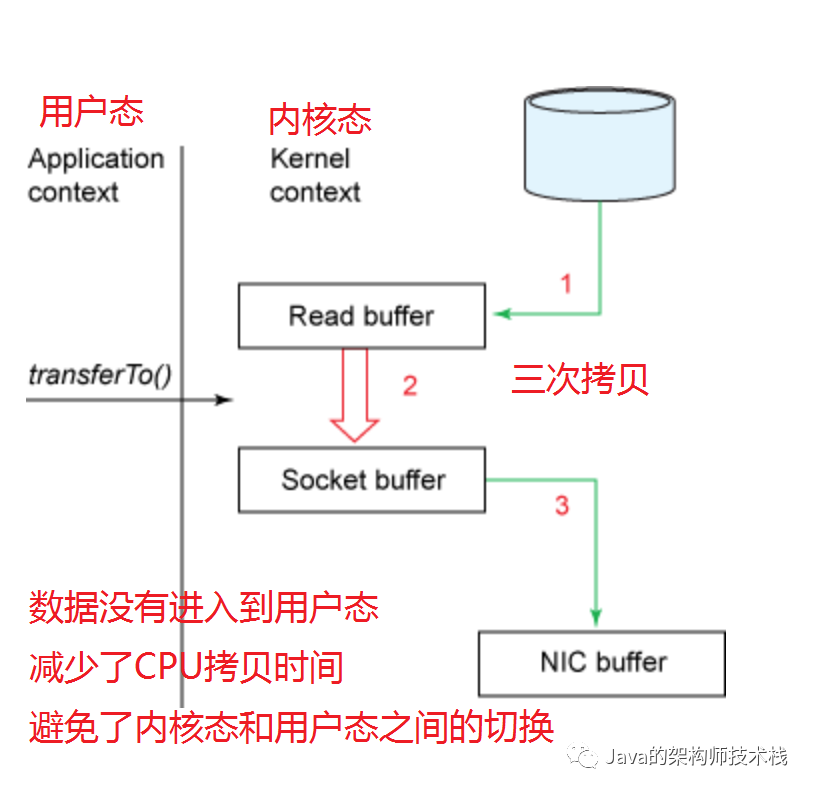 用户态
内核态
Application
context
Kernel
context
1
Read buffer
transferTo()
2
三次拷贝
Socket buffer
3
数据没有进入到用户态
减少了CPU拷贝时间
NIC buffer
避免了内核态和用户态之间的切换
Java的架构师技术栈